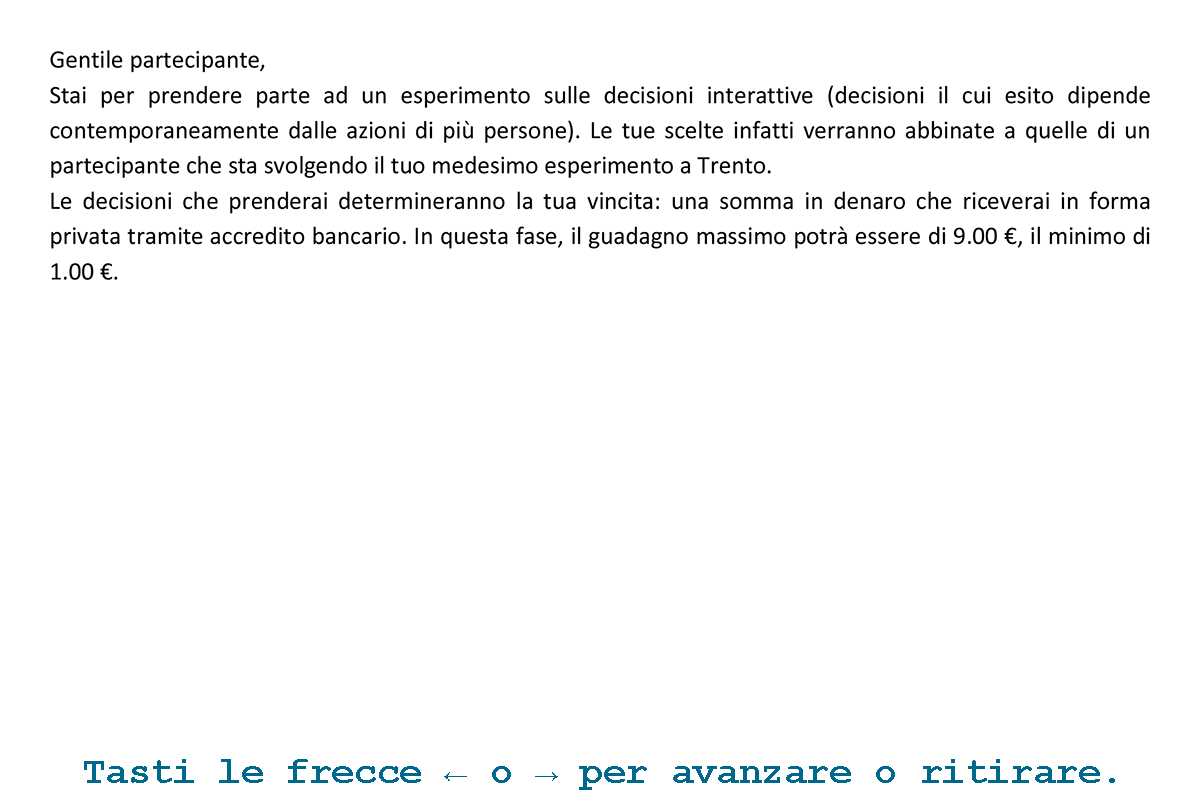 Gentile partecipante,
Stai per prendere parte ad un esperimento sulle decisioni interattive (decisioni il cui esito dipende
contemporaneamente dalle azioni di più persone). Le tue scelte infatti verranno abbinate a quelle di un
partecipante che sta svolgendo il tuo medesimo esperimento a Trento.
Le decisioni che prenderai determineranno la tua vincita: una somma in denaro che riceverai in forma
privata tramite accredito bancario. In questa fase, il guadagno massimo potrà essere di 9.00 €, il minimo di
1.00 €.
Tasti le frecce ← o → per avanzare o ritirare.